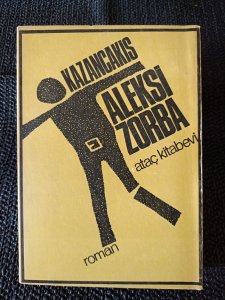 KAZANCAKIS
ALEKSİ
ZORBA
ataç kitabevi
roman